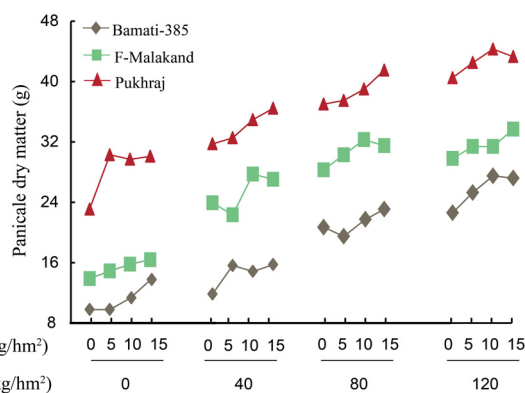 48
Bamati-385
F-Malakand
Pukhraj
40
32
24
16
8
Panicale dry matter (g)
g/hm²)
0 5 10 15 0 5 10 15 0 5 10 15 0 5 10 15
kg/hm²)
0 40 80 120